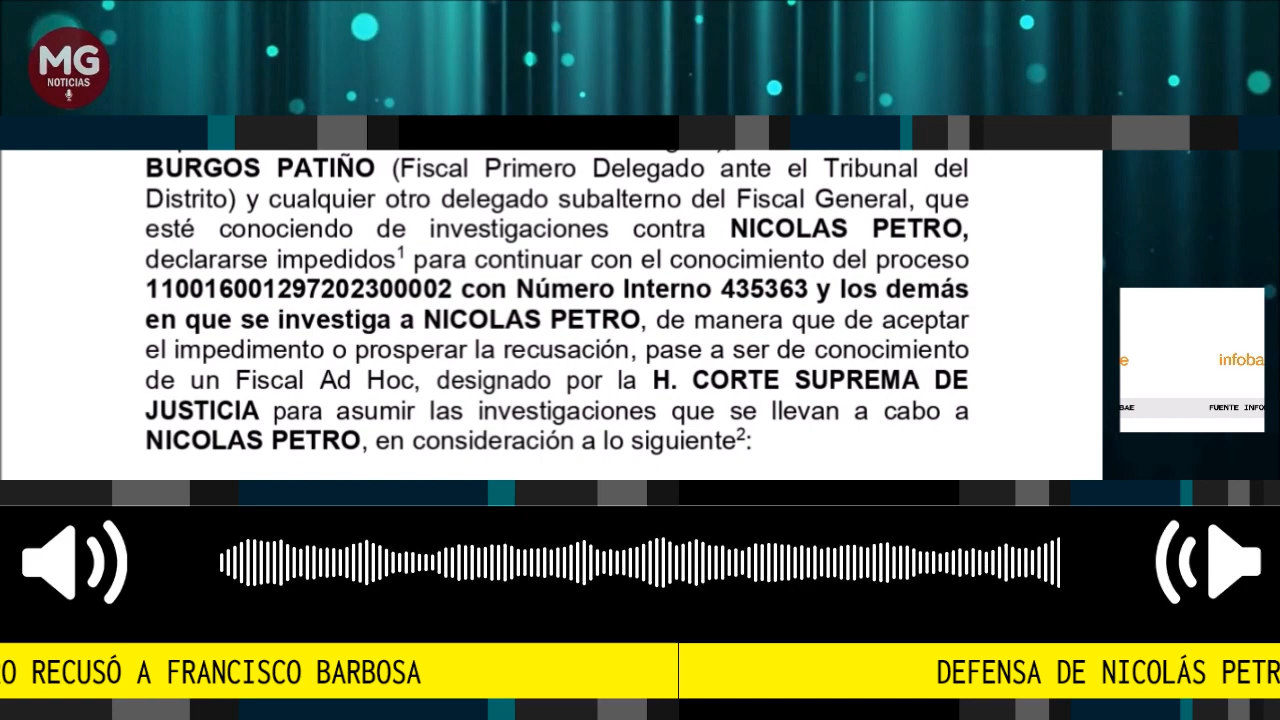 MG
NOTICIAS
BURGOS PATIÑO (Fiscal Primero Delegado ante el Tribunal del
Distrito) y cualquier otro delegado subalterno del Fiscal General, que
esté conociendo de investigaciones contra NICOLAS PETRO,
declararse impedidos¹ para continuar con el conocimiento del proceso
110016001297202300002 con Número Interno 435363 y los demás
en que se investiga a NICOLAS PETRO, de manera que de aceptar
el impedimento o prosperar la recusación, pase a ser de conocimiento
de un Fiscal Ad Hoc, designado por la H. CORTE SUPREMA DE
JUSTICIA para asumir las investigaciones que se llevan a cabo a
NICOLAS PETRO, en consideración a lo siguiente²:
e infoba
BAE FUENTE INFO
O RECUSÓ A FRANCISCO BARBOSA DEFENSA DE NICOLÁS PETR